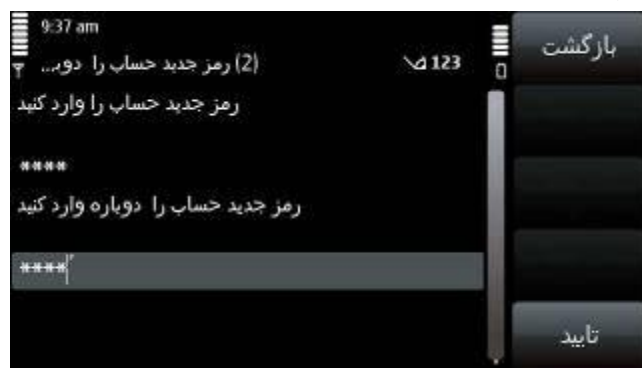 9:37 am
بازگشت
(2) رمز جدید حساب را دوبـ...
123
رمز جدید حساب را وارد کنید
****
رمز جدید حساب را دوباره وارد کنید
****
تایید